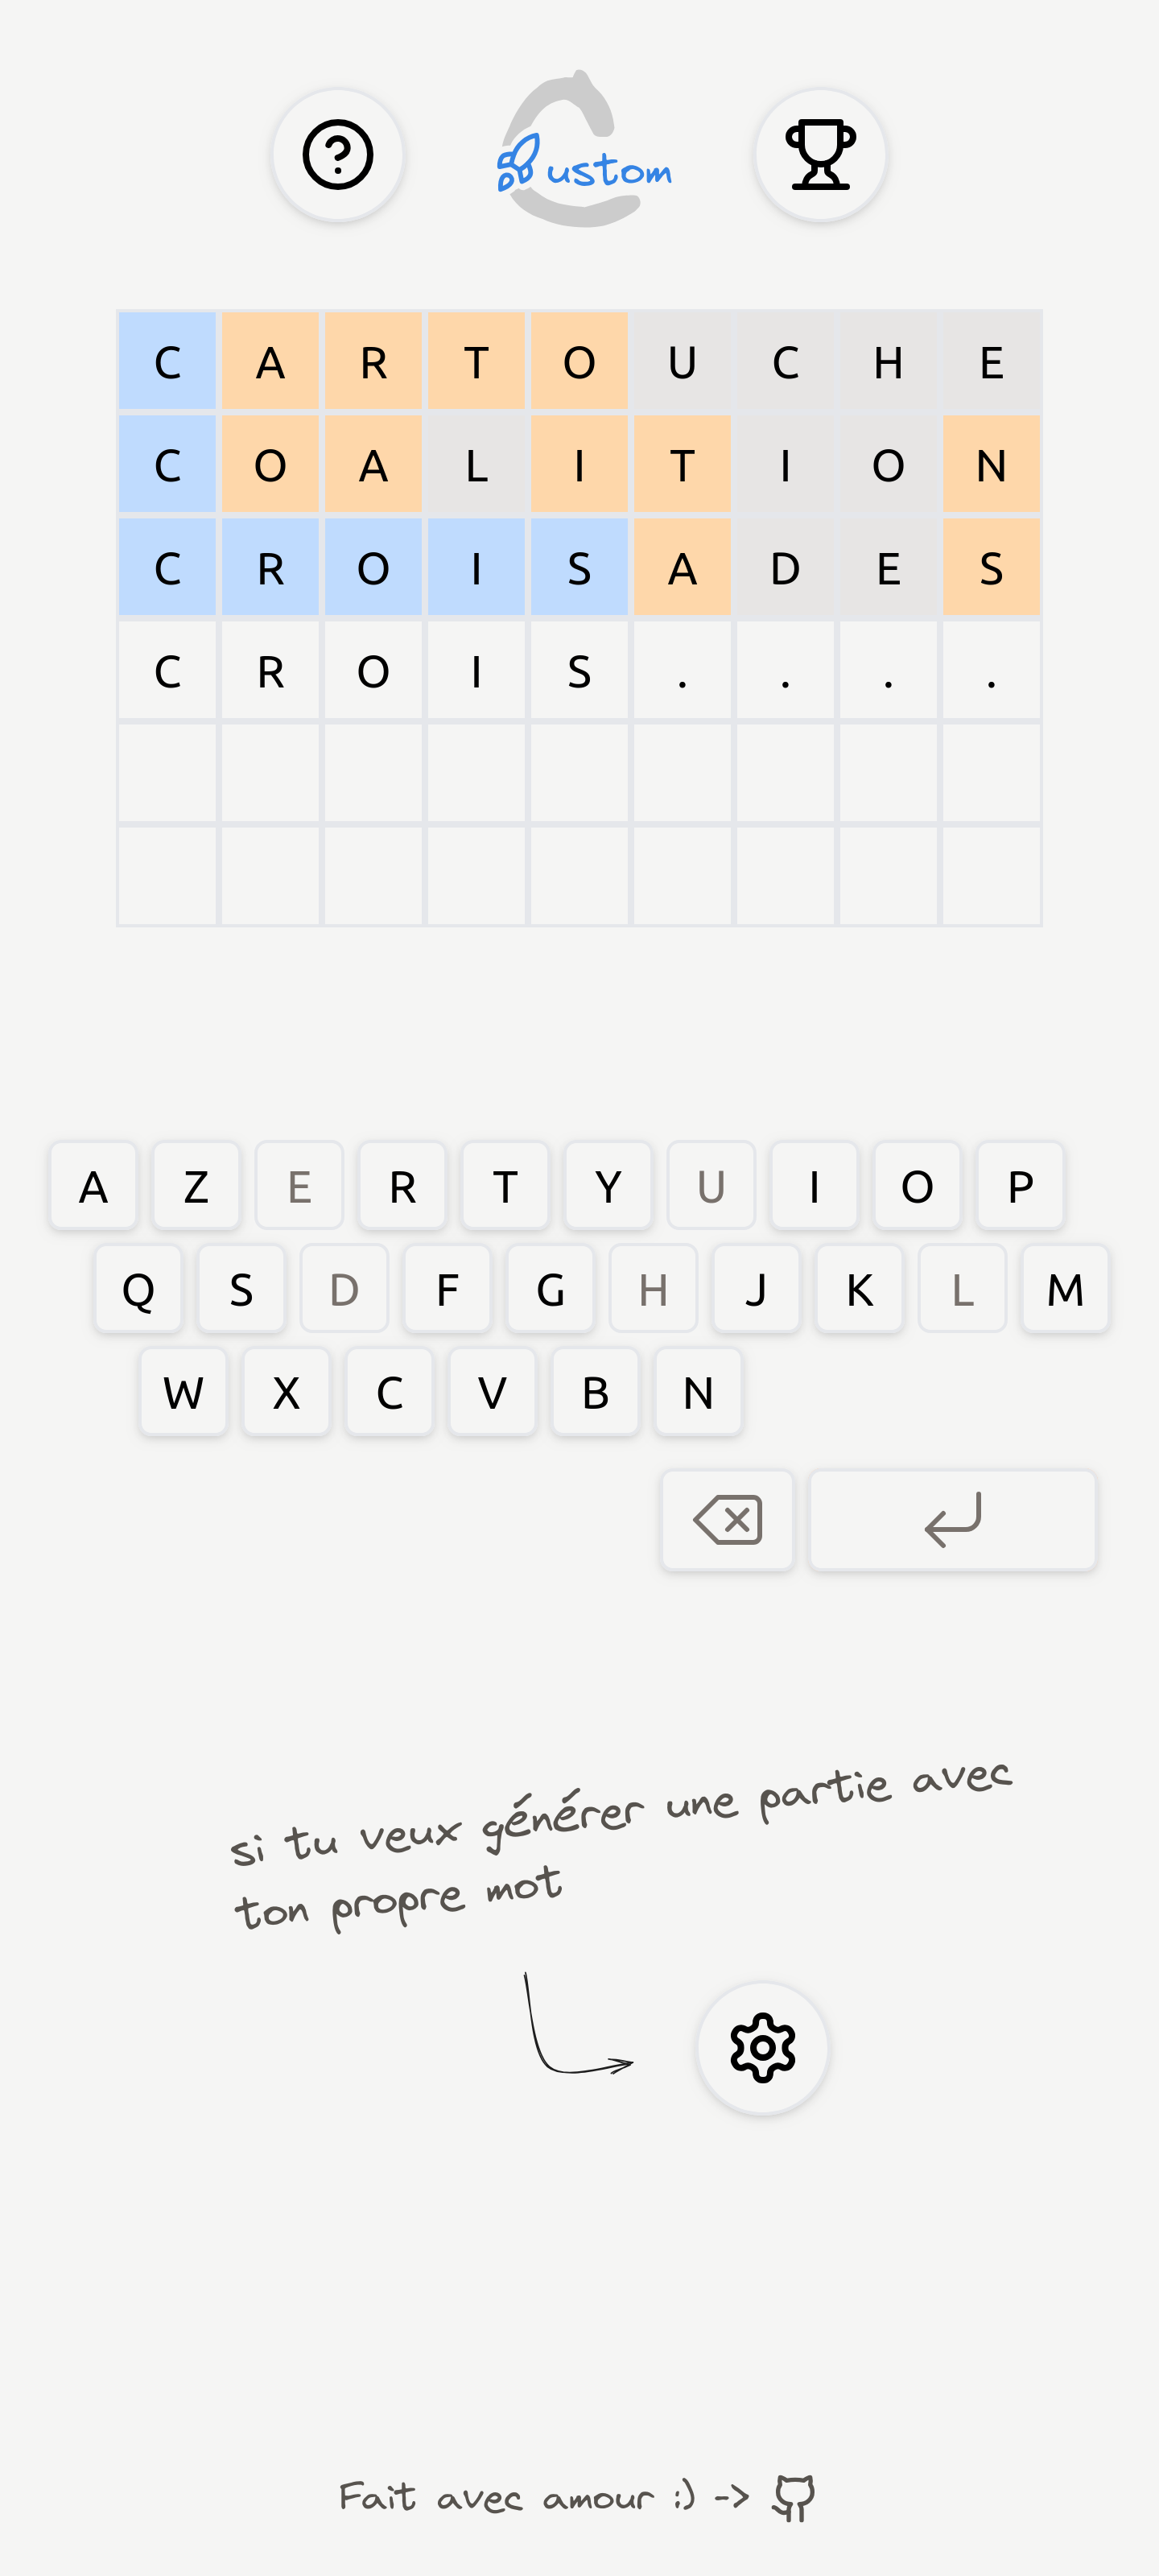 ustom
C A R T O U C H E
C O A L I T I O N
C R O I S A D E S
C R O I S . . . .
A Z E R T Y U I O P
Q S D F G H J K L M
W X C V B N
si tu veux générer une partie avec
ton propre mot
Fait avec amour :) ->